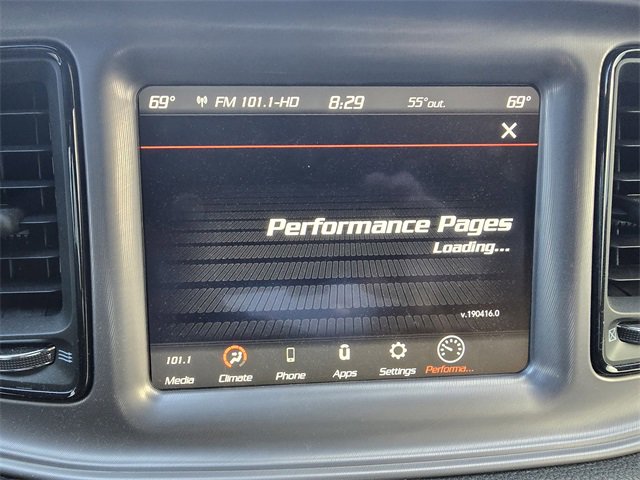 69° FM 101.1-HD 8:29 55°out. 69°
Performance Pages
Loading...
v.190416.0
101.1
Media Climate Phone Apps Settings Performa...